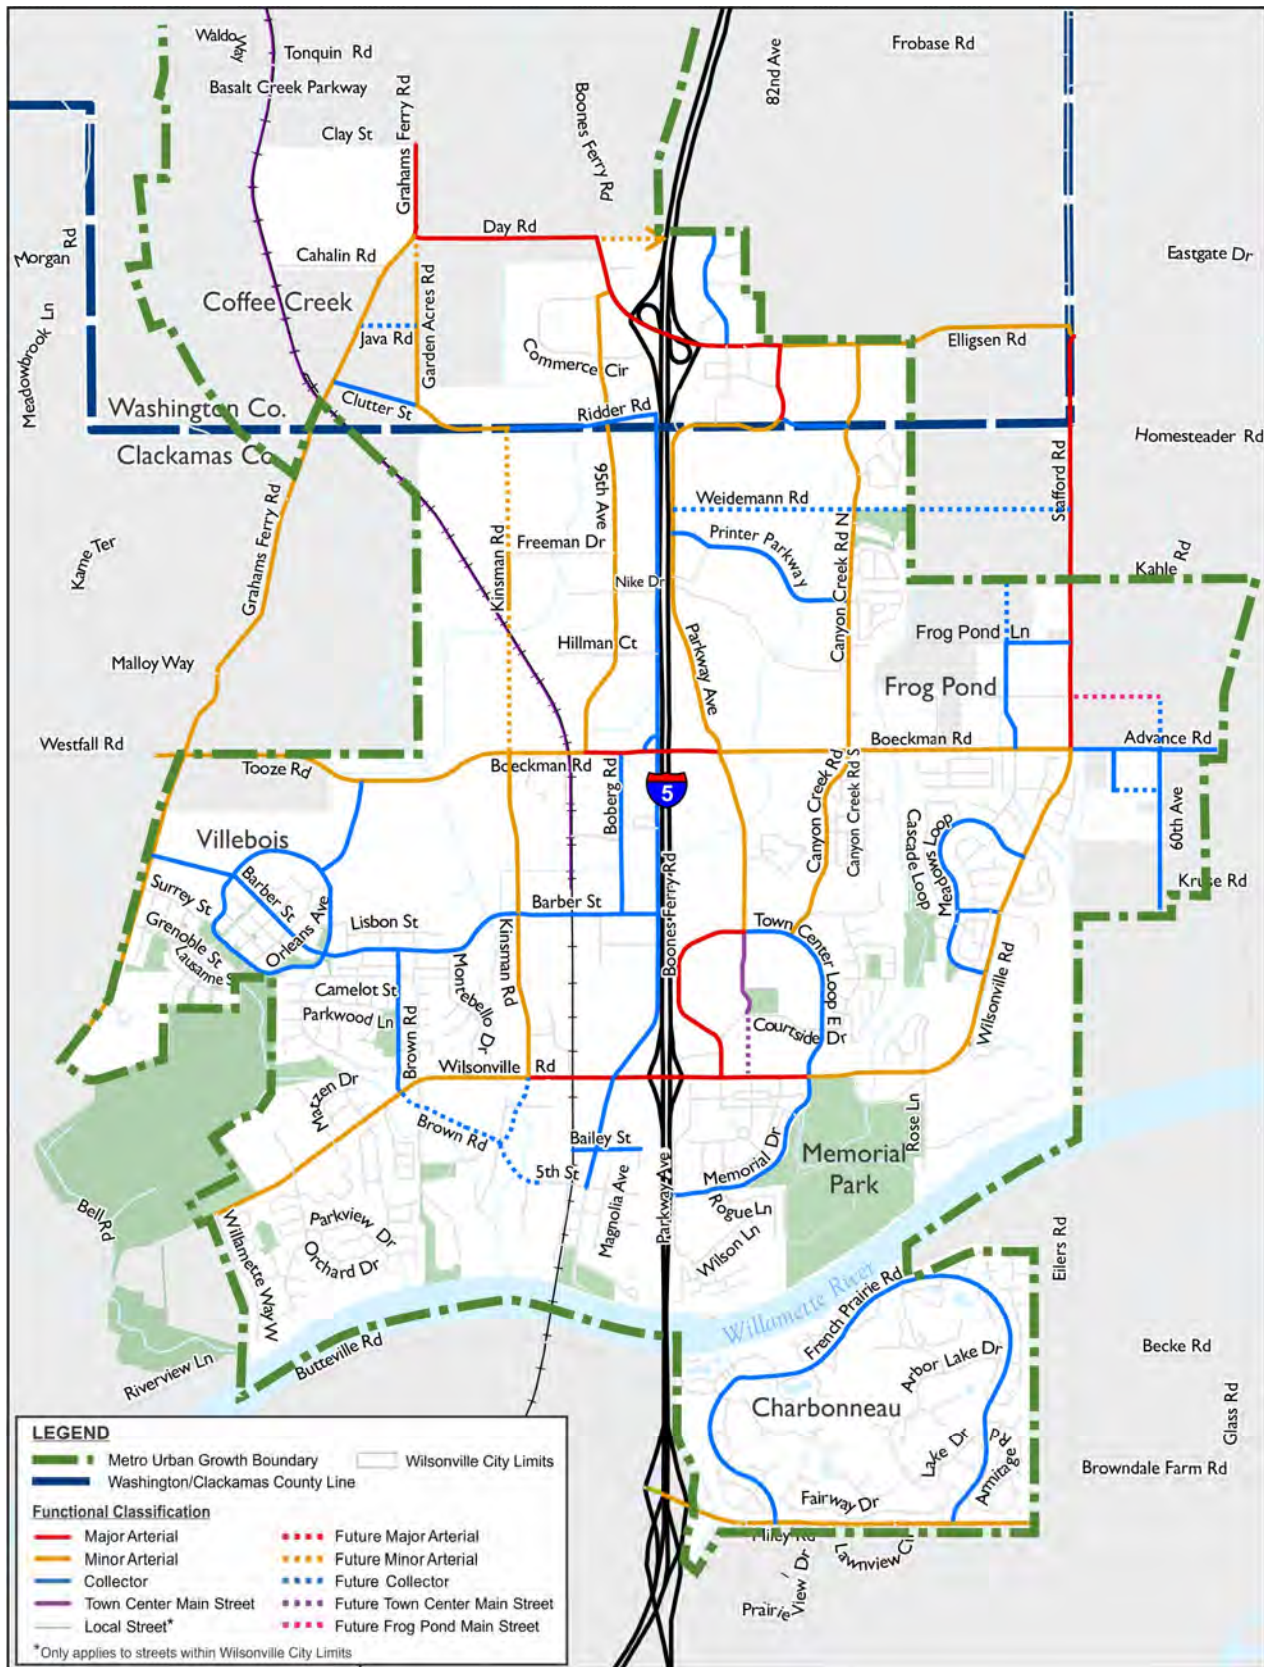 Waldo Way
Tonquin Rd
Frobase Rd
82nd Ave
Basalt Creek Parkway
Grahams Ferry Rd
Boones Ferry Rd
Clay St
Day Rd
Morgan Rd
Cahalin Rd
Eastgate Dr
Coffee Creek
Garden Acres Rd
Meadowbrook Ln
Java Rd
Elligsen Rd
Commerce Cir
Clutter St
Washington Co.
Ridder Rd
Clackamas Co
Homesteader Rd
95th Ave
Stafford Rd
Weidemann Rd
Grahams Ferry Rd
Kinsman Rd
Freeman Dr
Printer Parkway
Canyon Creek Rd N
Kame Ter
Nike Dr
Kahle Rd
Hillman Ct
Parkway Ave
Frog Pond Ln
Malloy Way
Frog Pond
Westfall Rd
Tooze Rd
Boeckman Rd
Boeckman Rd
Advance Rd
Boberg Rd
5
Canyon Creek Rd
Canyon Creek Rd S
Cascade Loop
Meadows Loop
60th Ave
Villebois
Kruse Rd
Surrey St
Barber St
Orleans Ave
Lisbon St
Barber St
Boones Ferry Rd
Town Center Loop E
Grenoble St
Lausanne S
Camelot St
Parkwood Ln
Brown Rd
Montebello Dr
Kinsman Rd
Courtside Dr
Wilsonville Rd
Wilsonville Rd
Marzen Dr
Brown Rd
Bailey St
5th St
Magnolia Ave
Parkway Ave
Memorial Dr
Memorial
Park
Rose Ln
Rogue Ln
Wilson Ln
Bell Rd
Willamette Way W
Parkview Dr
Orchard Dr
Eilers Rd
Willamette River
French Prairie Rd
Riverview Ln
Butteville Rd
Arbor Lake Dr
Becke Rd
Charbonneau
Glass Rd
Lake Dr
Armitage Rd
Browndale Farm Rd
Fairway Dr
Miley Rd
Lawnview Cir
Prairie View Dr
LEGEND
Metro Urban Growth Boundary
Wilsonville City Limits
Washington/Clackamas County Line
Functional Classification
Major Arterial
Future Major Arterial
Minor Arterial
Future Minor Arterial
Collector
Future Collector
Town Center Main Street
Future Town Center Main Street
Local Street*
Future Frog Pond Main Street
*Only applies to streets within Wilsonville City Limits